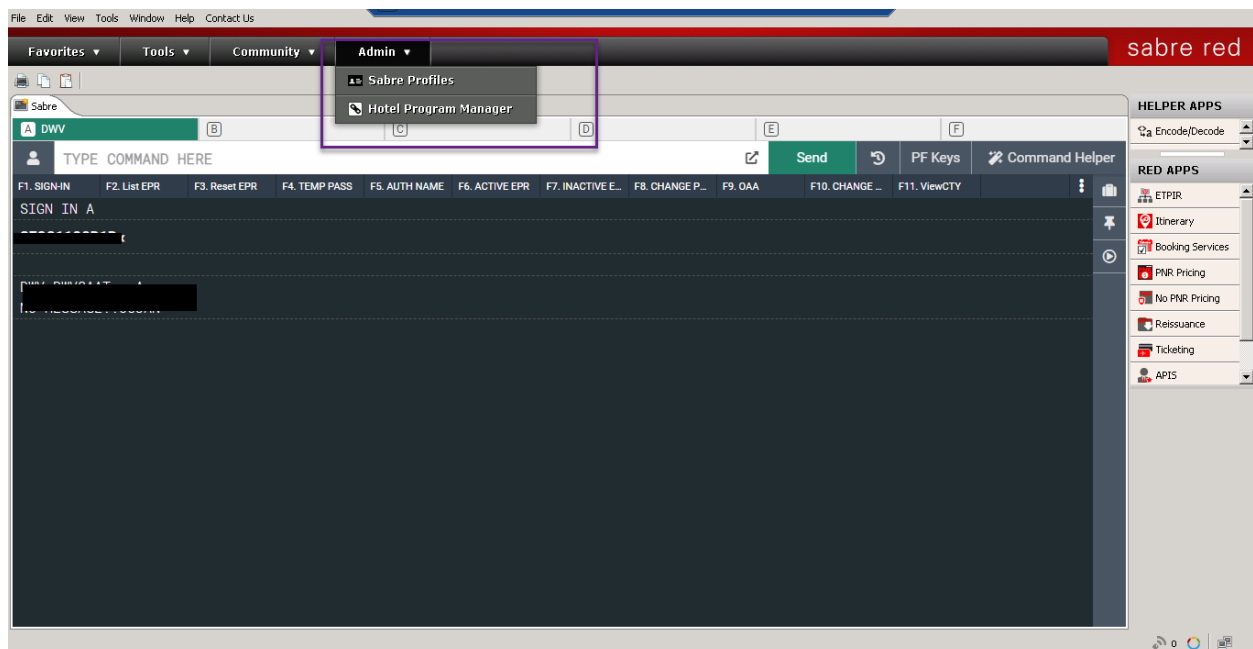 File Edit View Tools Window Help Contact Us
Favorites Tools Community Admin sabre red
Sabre Profiles
Hotel Program Manager
Sabre
HELPER APPS
A DWV B C D E F
Encode/Decode
TYPE COMMAND HERE Send PF Keys Command Helper
RED APPS
F1. SIGN-IN F2. List EPR F3. Reset EPR F4. TEMP PASS F5. AUTH NAME F6. ACTIVE EPR F7. INACTIVE E... F8. CHANGE P... F9. OAA F10. CHANGE ... F11. ViewCTY
ETPIR
SIGN IN A
Itinerary
Booking Services
PNR Pricing
No PNR Pricing
Reissuance
Ticketing
APIS
0